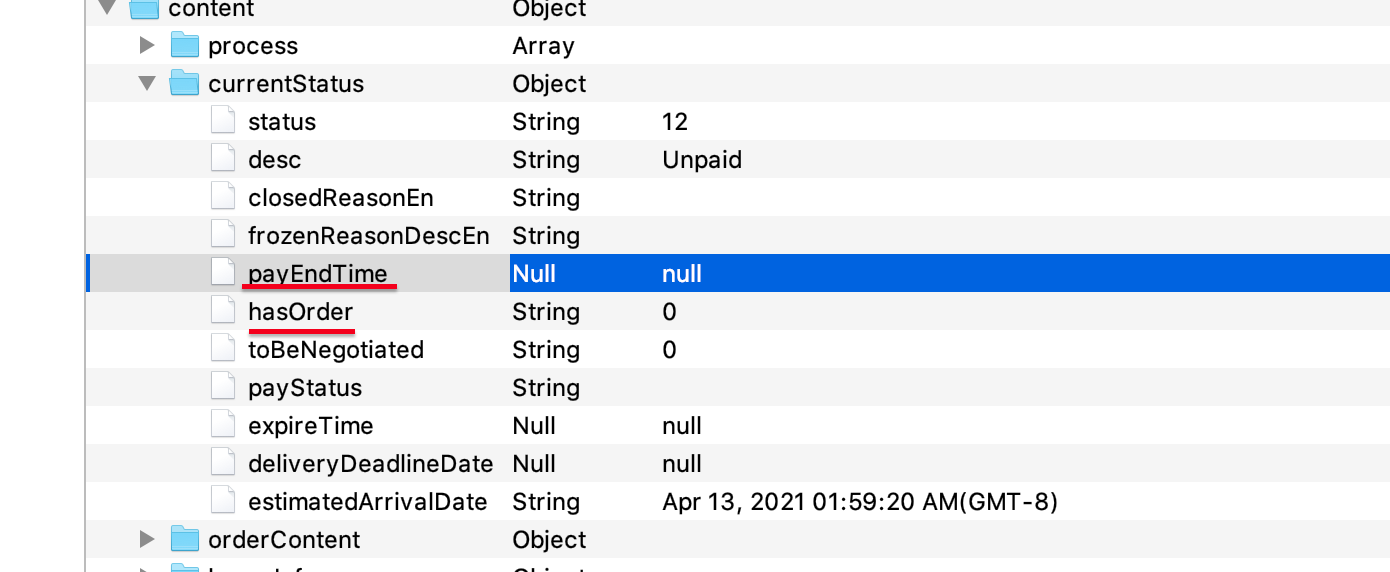 content Object
process Array
currentStatus Object
status String 12
desc String Unpaid
closedReasonEn String
frozenReasonDescEn String
payEndTime Null null
hasOrder String 0
toBeNegotiated String 0
payStatus String
expireTime Null null
deliveryDeadlineDate Null null
estimatedArrivalDate String Apr 13, 2021 01:59:20 AM(GMT-8)
orderContent Object